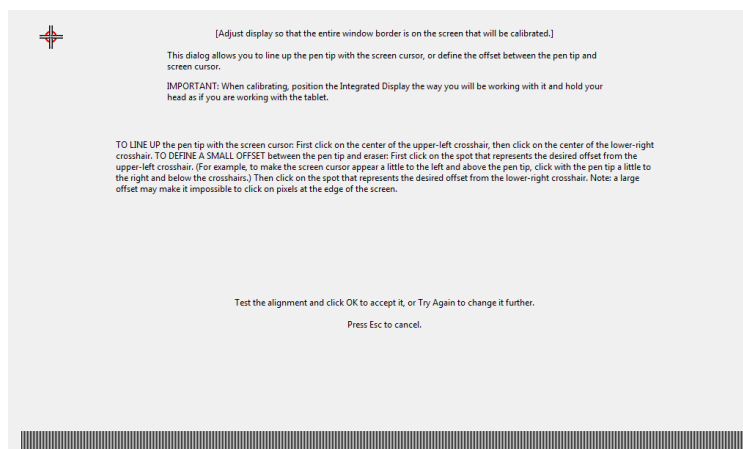 [Adjust display so that the entire window border is on the screen that will be calibrated.]
This dialog allows you to line up the pen tip with the screen cursor, or define the offset between the pen tip and
screen cursor.
IMPORTANT: When calibrating, position the Integrated Display the way you will be working with it and hold your
head as if you are working with the tablet.
TO LINE UP the pen tip with the screen cursor: First click on the center of the upper-left crosshair, then click on the center of the lower-right
crosshair. TO DEFINE A SMALL OFFSET between the pen tip and eraser: First click on the spot that represents the desired offset from the
upper-left crosshair. (For example, to make the screen cursor appear a little to the left and above the pen tip, click with the pen tip a little to
the right and below the crosshairs.) Then click on the spot that represents the desired offset from the lower-right crosshair. Note: a large
offset may make it impossible to click on pixels at the edge of the screen.
Test the alignment and click OK to accept it, or Try Again to change it further.
Press Esc to cancel.